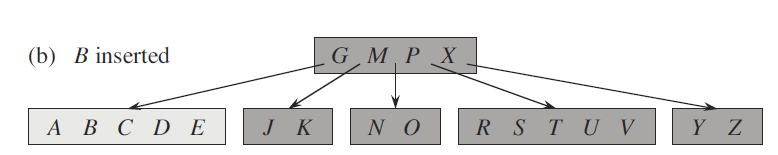 (b) B inserted
G M P X
A B C D E
J K
N O
R S T U V
Y Z